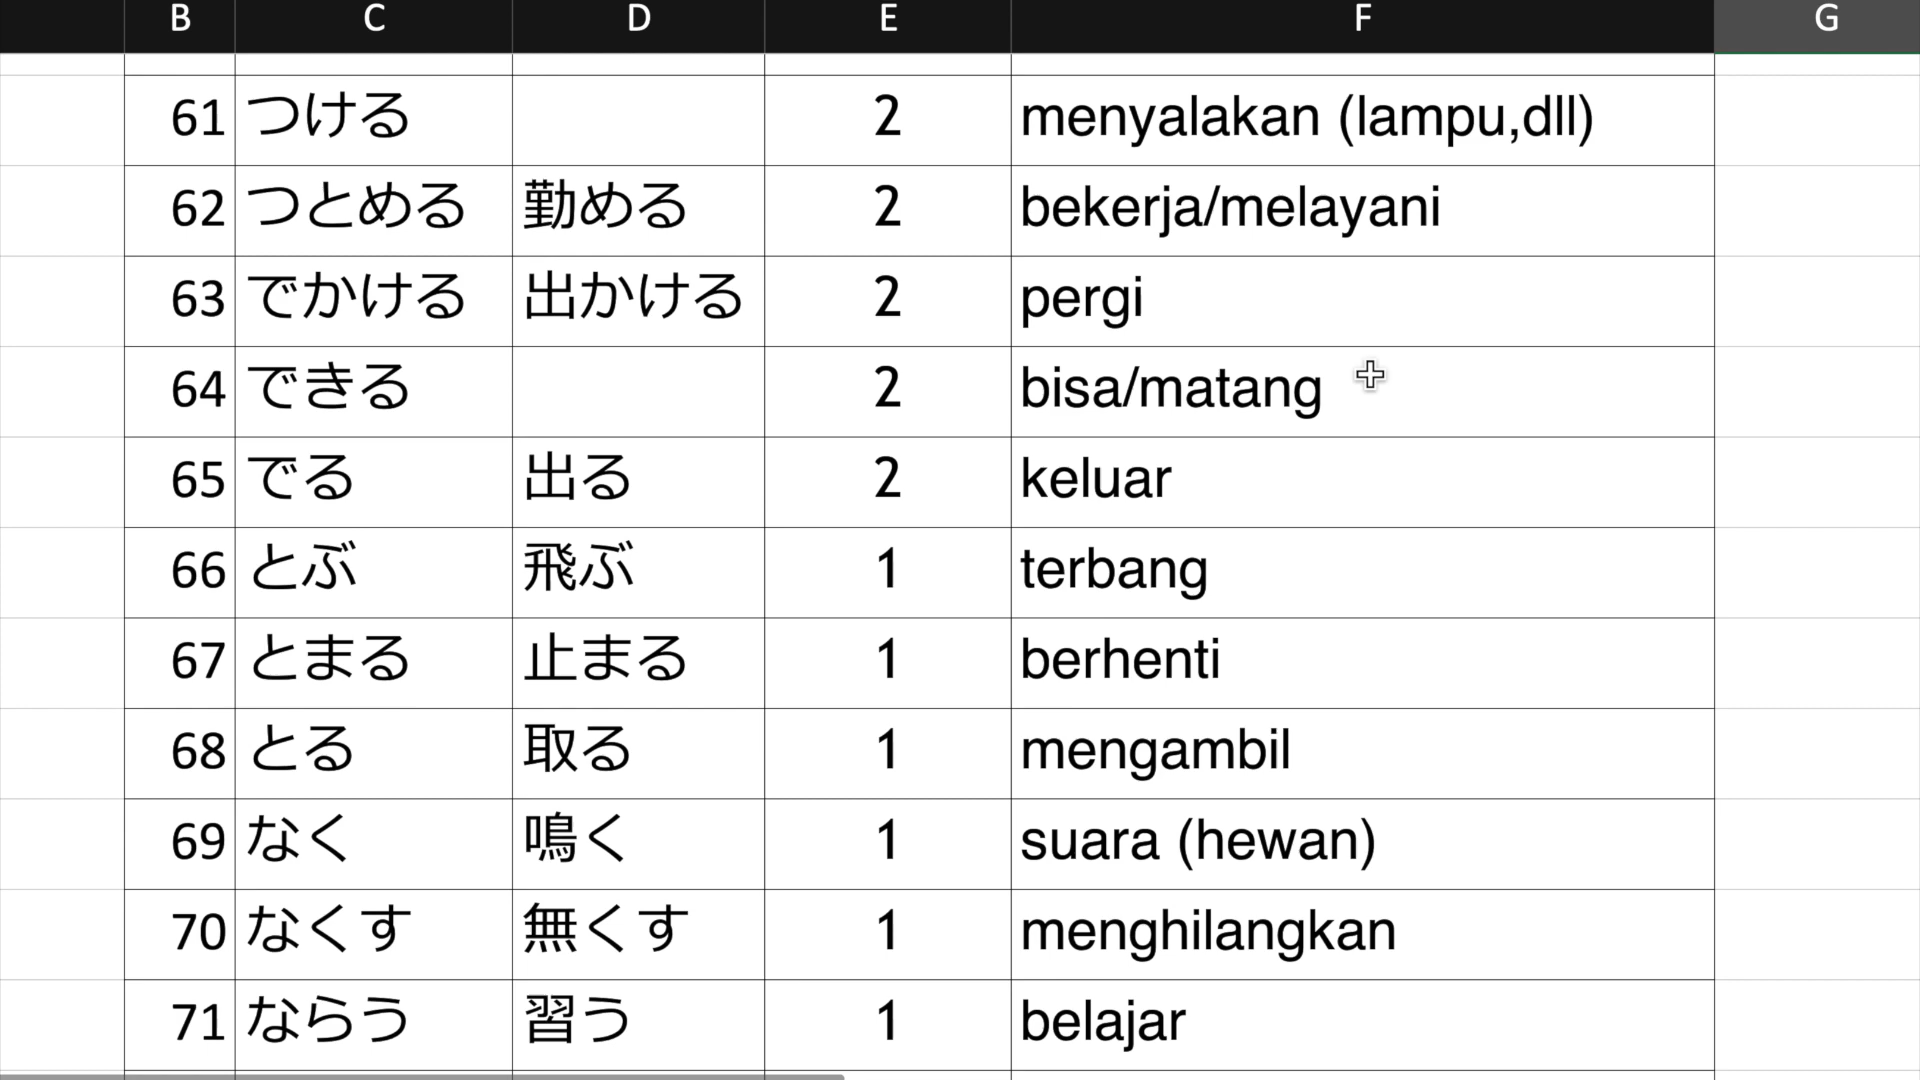 B C D E F G
61 つける 2 menyalakan (lampu,dll)
62 つとめる 勤める 2 bekerja/melayani
63 でかける 出かける 2 pergi
64 できる 2 bisa/matang
65 でる 出る 2 keluar
66 とぶ 飛ぶ 1 terbang
67 とまる 止まる 1 berhenti
68 とる 取る 1 mengambil
69 なく 鳴く 1 suara (hewan)
70 なくす 無くす 1 menghilangkan
71 ならう 習う 1 belajar